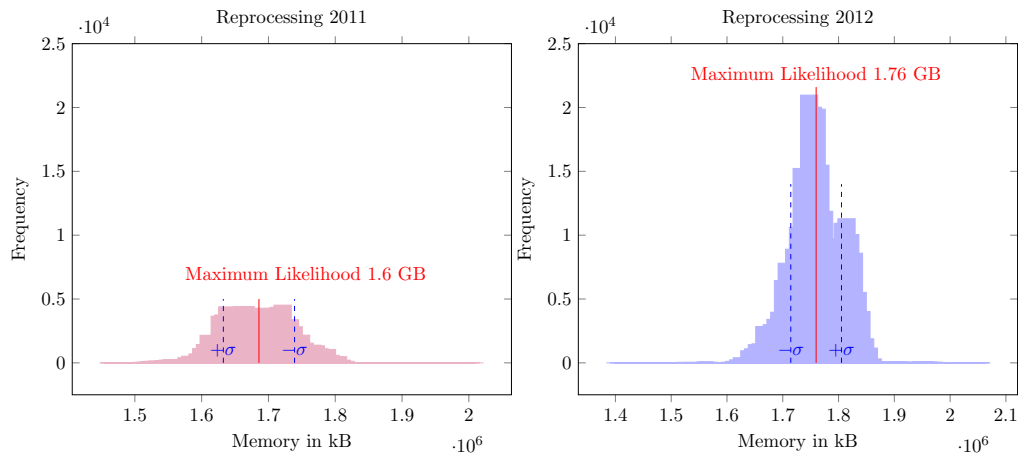 Reprocessing 2011
·10^4
2.5
2
1.5
1
0.5
0
Frequency
Maximum Likelihood 1.6 GB
+σ
−σ
1.5
1.6
1.7
1.8
1.9
2
Memory in kB
·10^6
Reprocessing 2012
·10^4
2.5
2
1.5
1
0.5
0
Frequency
Maximum Likelihood 1.76 GB
−σ
+σ
1.4
1.5
1.6
1.7
1.8
1.9
2
2.1
Memory in kB
·10^6